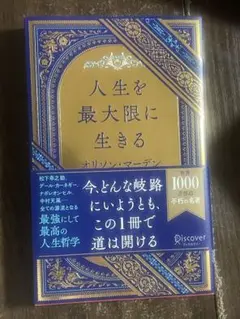 人生を
最大限に
生きる
オリソン・マーデン
松下幸之助、
デール・カーネギー、
ナポレオン・ヒル、
中村天風……
全ての源流となる
最強にして
最高の
人生哲学
今、どんな岐路
にいようとも、
この1冊で
道は開ける
1000
不朽の名著
Discover